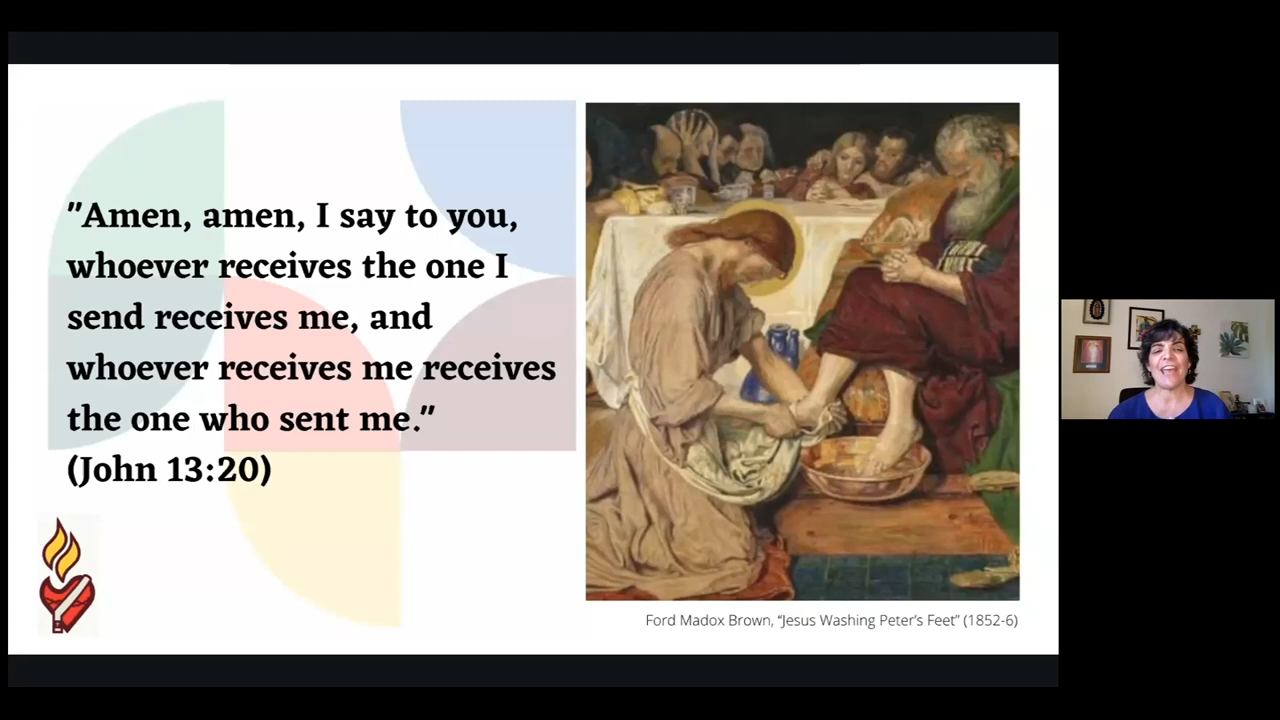 "Amen, amen, I say to you,
whoever receives the one I
send receives me, and
whoever receives me receives
the one who sent me."
(John 13:20)
Ford Madox Brown, “Jesus Washing Peter’s Feet” (1852-6)